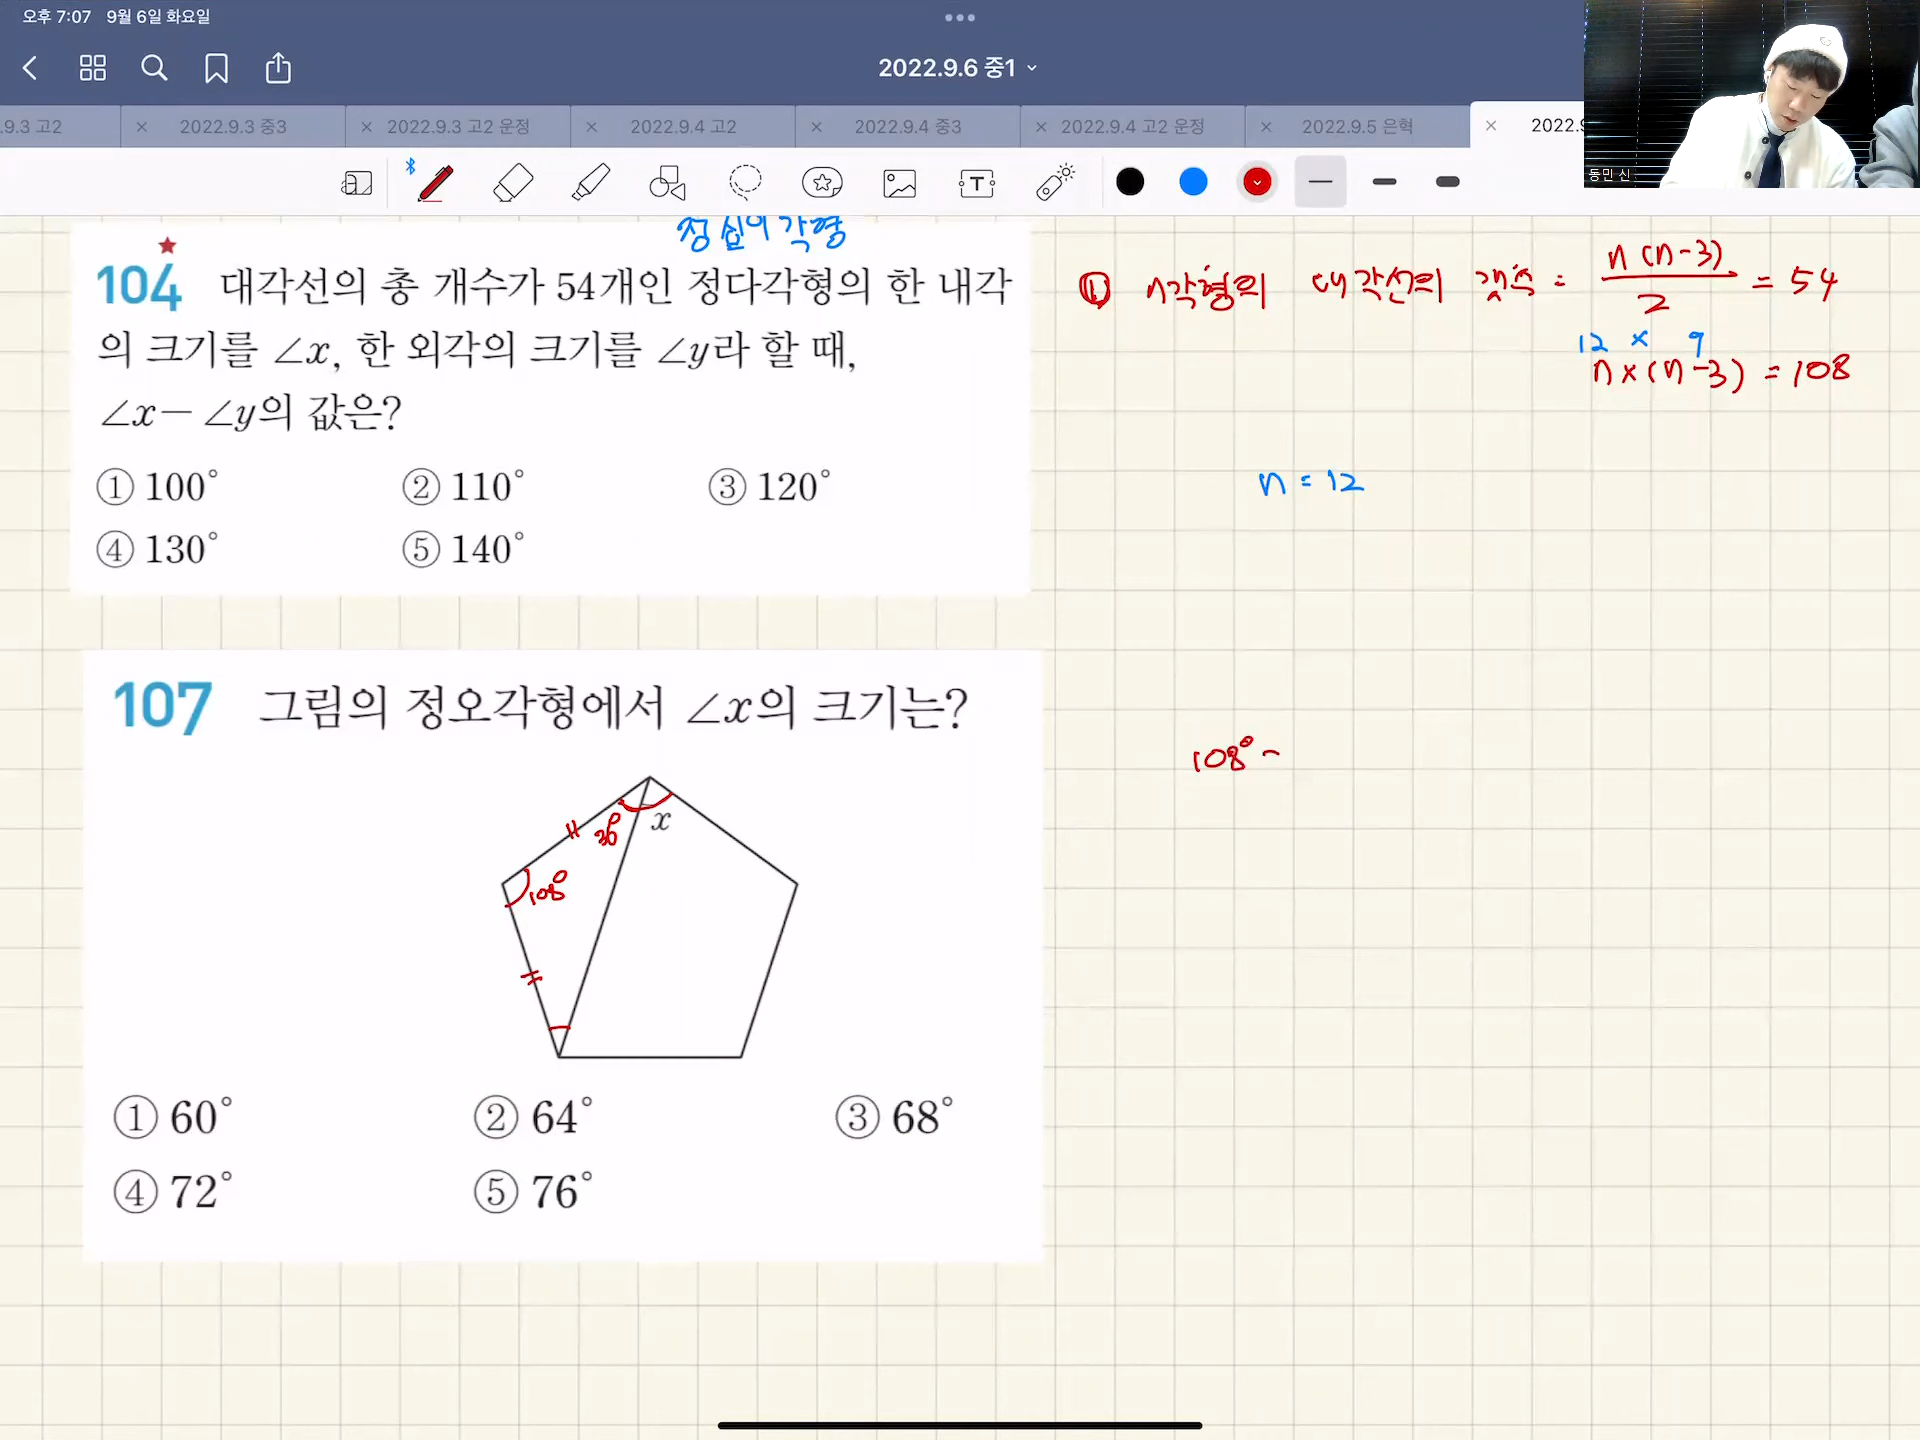 오후 7:07 9월 6일 화요일
2022.9.6 중1
.9.3 고2
2022.9.3 중3
2022.9.3 고2 운정
2022.9.4 고2
2022.9.4 중3
2022.9.4 고2 운정
2022.9.5 은혁
2022.9
동민 신
정십이각형
104 대각선의 총 개수가 54개인 정다각형의 한 내각
의 크기를 ∠x, 한 외각의 크기를 ∠y라 할 때,
∠x－∠y의 값은?
① 100° ② 110° ③ 120°
④ 130° ⑤ 140°
① n각형의 대각선의 갯수 = n(n-3)/2 = 54
12 × 9
n×(n-3) = 108
n = 12
107 그림의 정오각형에서 ∠x의 크기는?
x
36°
108°
① 60° ② 64° ③ 68°
④ 72° ⑤ 76°
108° -